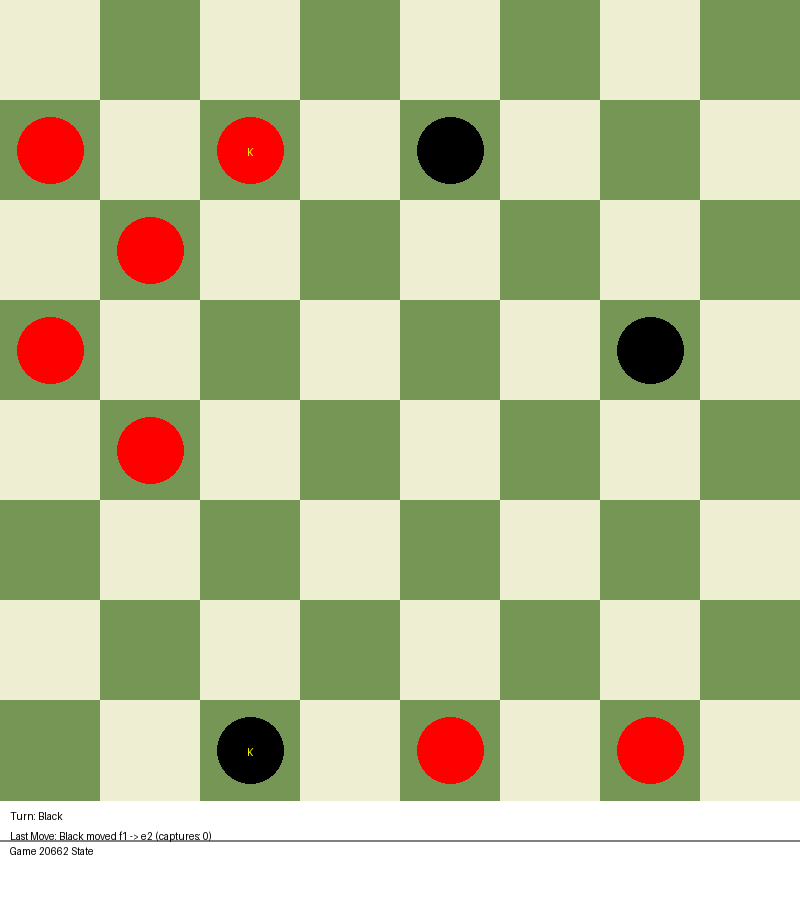 K
K
Turn: Black
Last Move: Black moved f1 -> e2 (captures: 0)
Game 20662 State